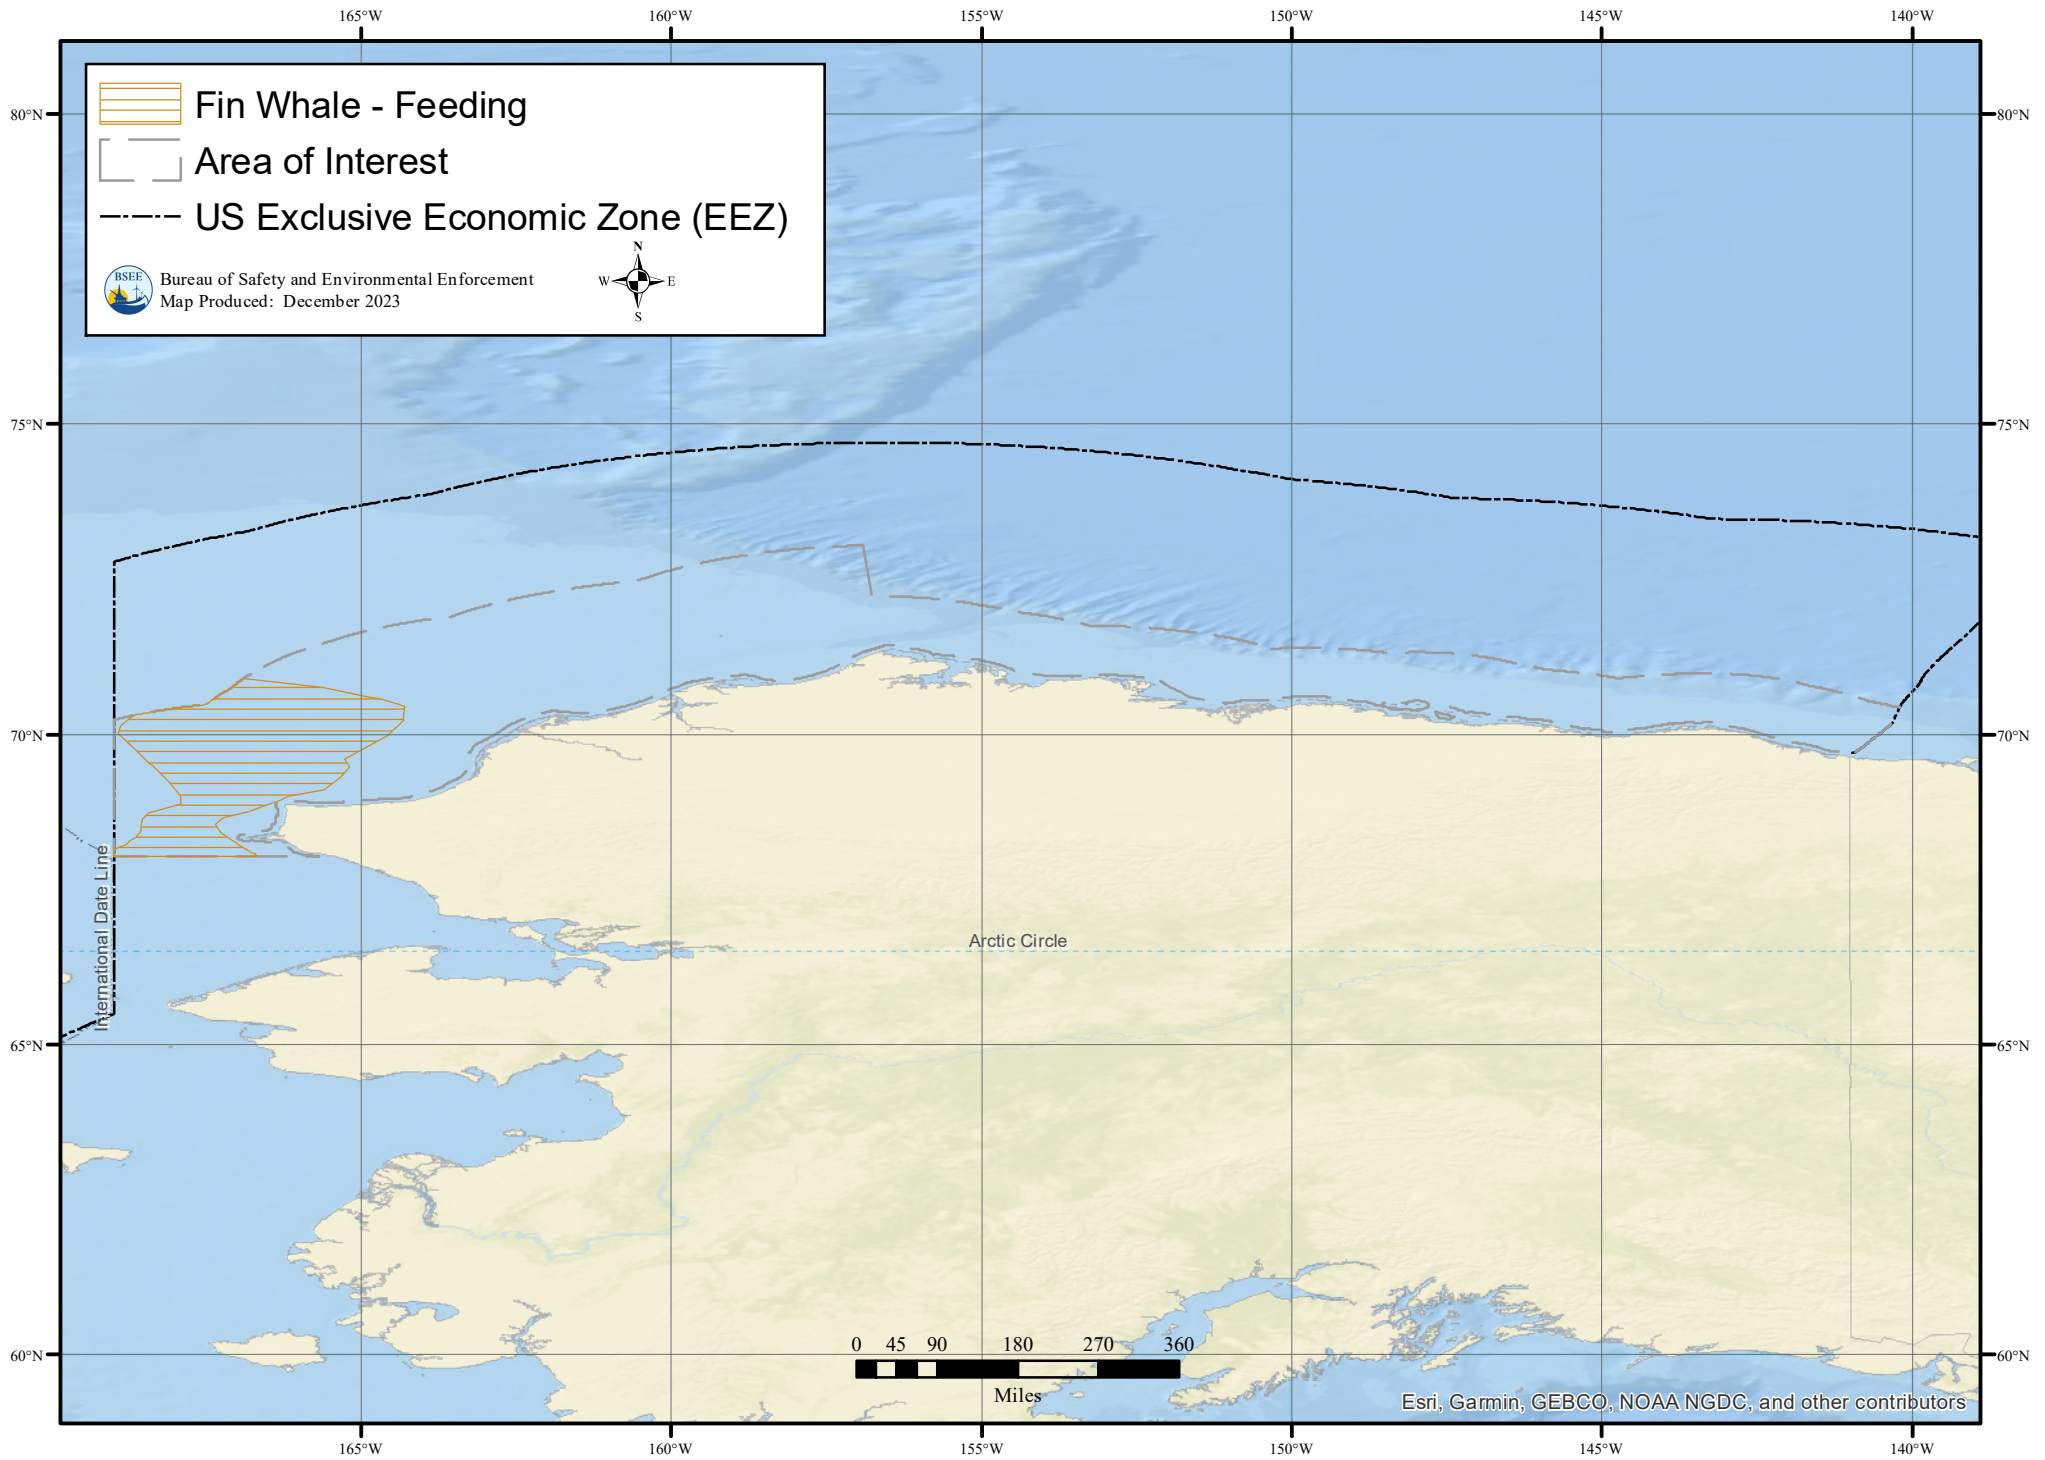 165°W 160°W 155°W 150°W 145°W 140°W
Fin Whale - Feeding
Area of Interest
US Exclusive Economic Zone (EEZ)
BSEE
Bureau of Safety and Environmental Enforcement
Map Produced: December 2023
N
W E
S
80°N 80°N
75°N 75°N
70°N 70°N
International Date Line
Arctic Circle
65°N 65°N
0 45 90 180 270 360
Miles
60°N 60°N
Esri, Garmin, GEBCO, NOAA NGDC, and other contributors
165°W 160°W 155°W 150°W 145°W 140°W